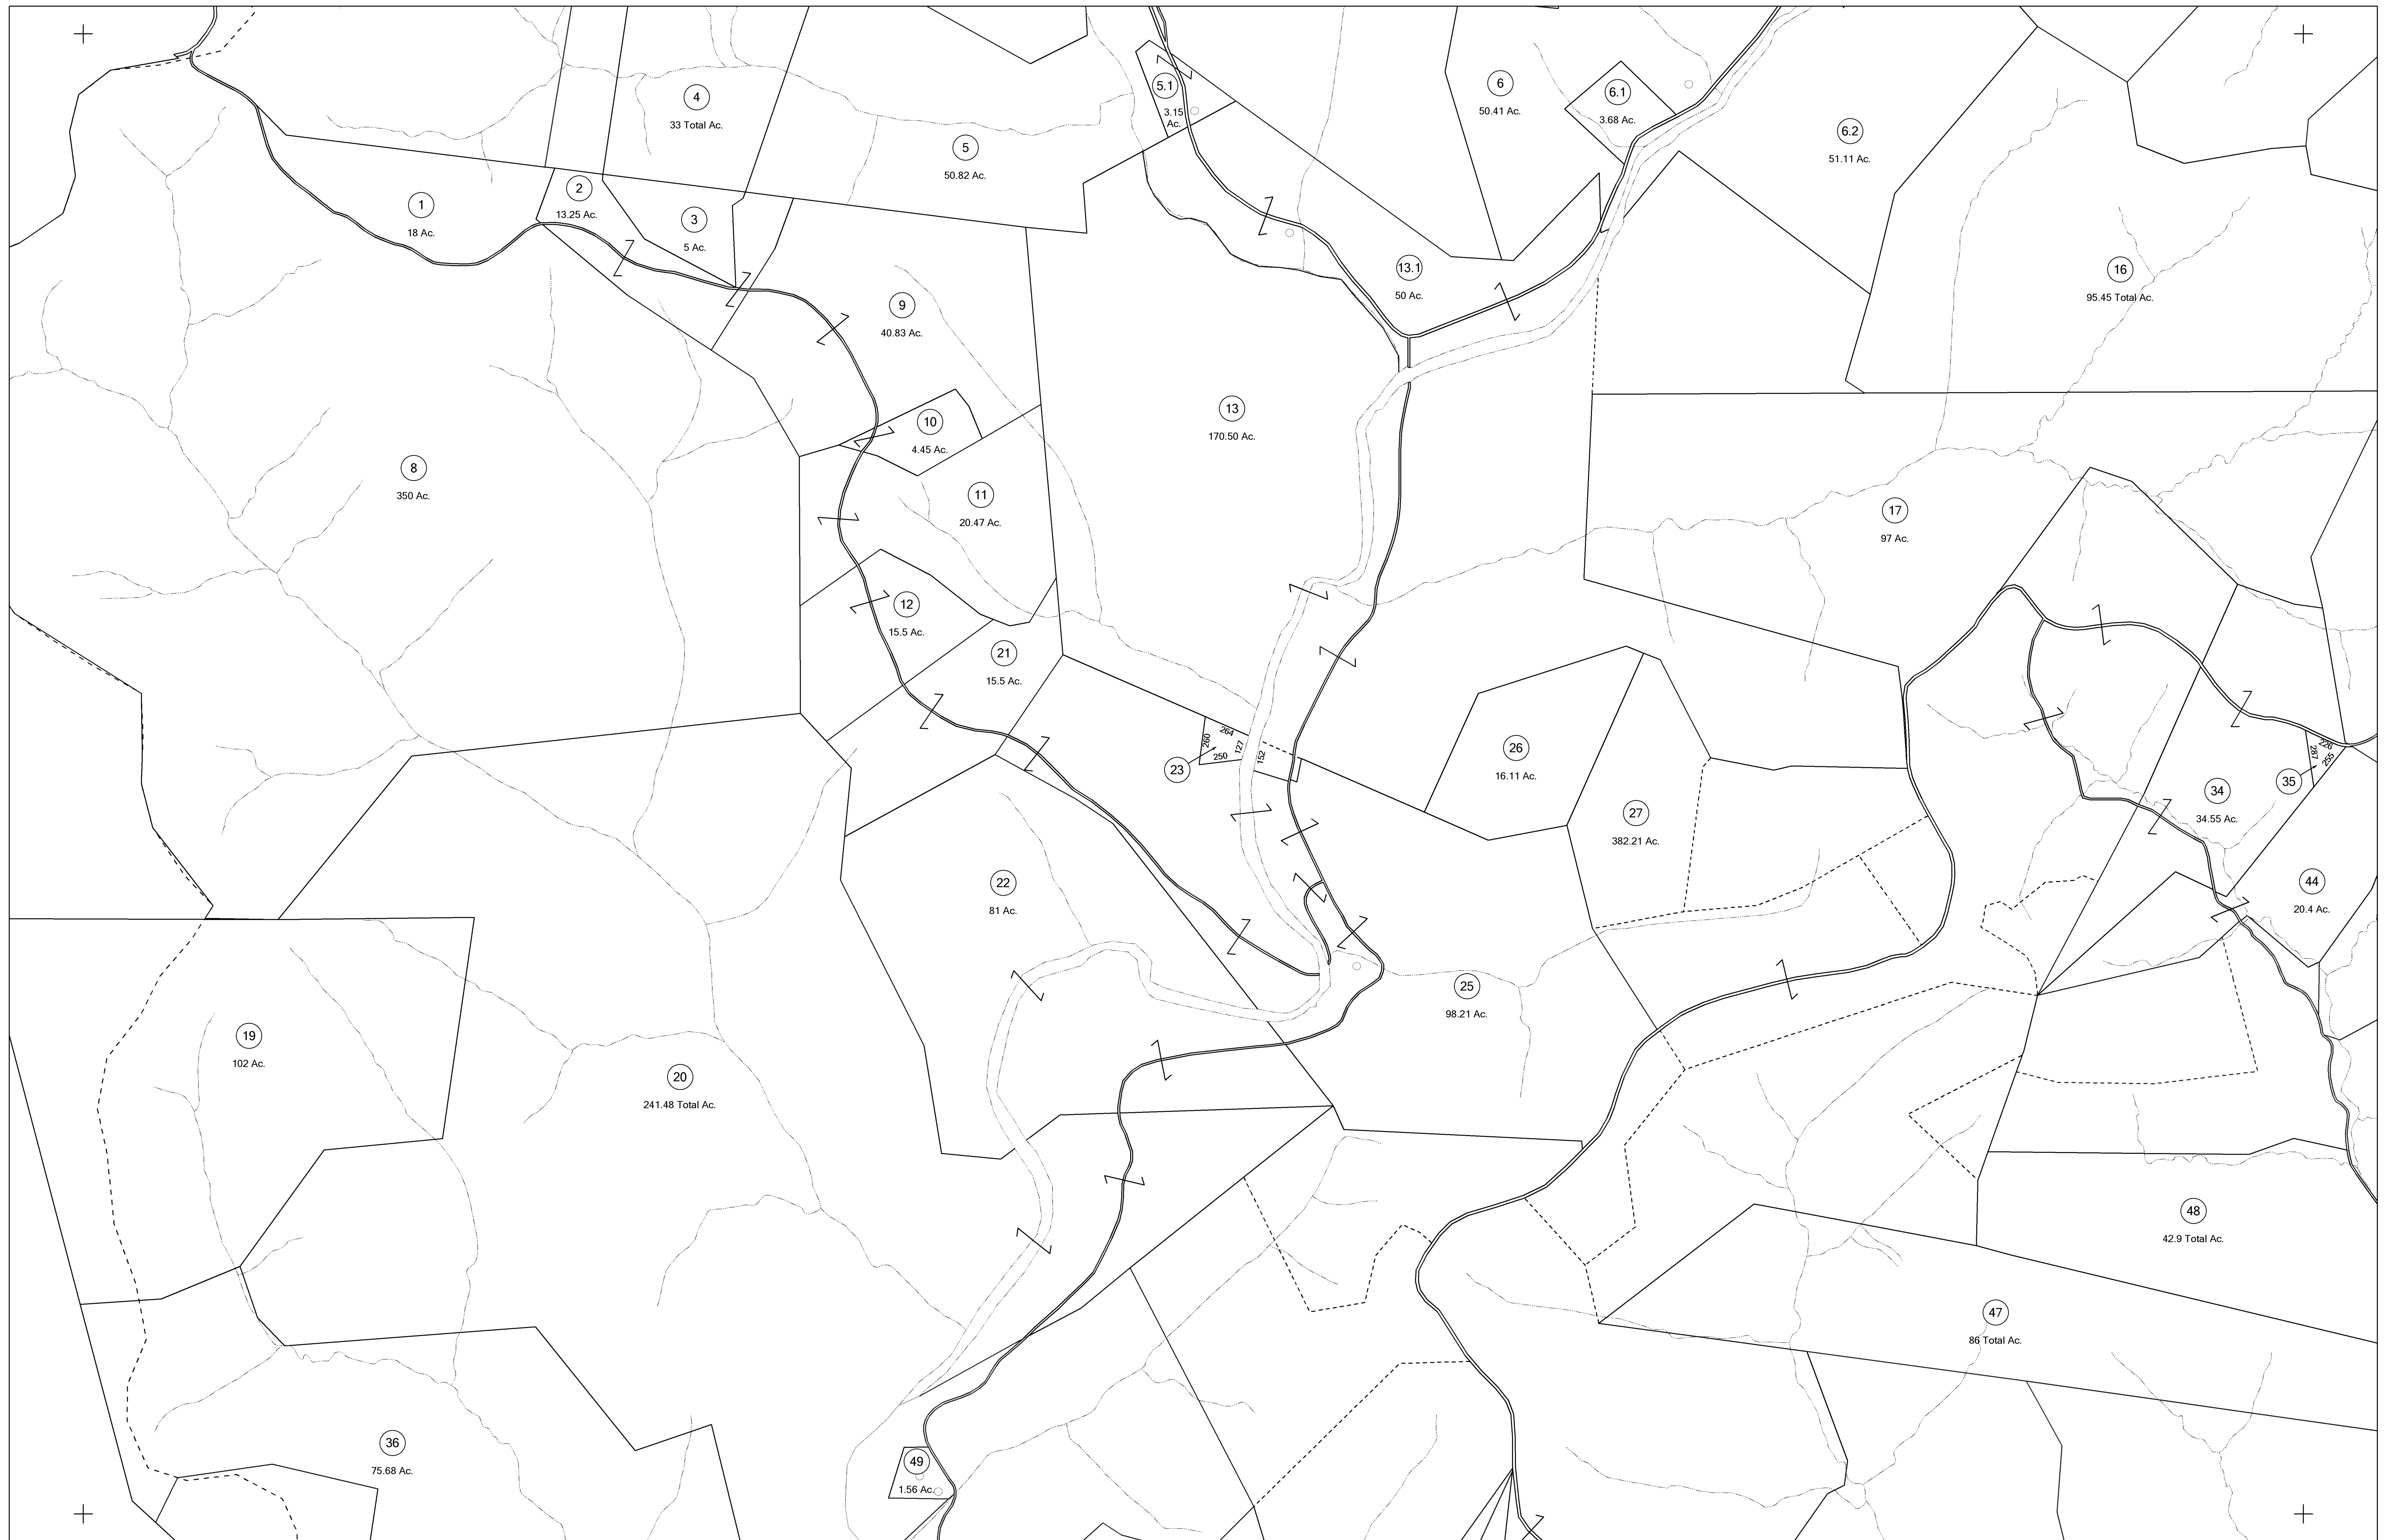 4
33 Total Ac.
5.1
3.15
Ac.
6
50.41 Ac.
6.1
3.68 Ac.
6.2
51.11 Ac.
5
50.82 Ac.
1
18 Ac.
2
13.25 Ac.
3
5 Ac.
13.1
50 Ac.
16
95.45 Total Ac.
9
40.83 Ac.
13
170.50 Ac.
10
4.45 Ac.
8
350 Ac.
11
20.47 Ac.
17
97 Ac.
12
15.5 Ac.
21
15.5 Ac.
264
260
127
250
152
23
26
16.11 Ac.
226
287
255
35
34
34.55 Ac.
27
382.21 Ac.
22
81 Ac.
44
20.4 Ac.
25
98.21 Ac.
19
102 Ac.
20
241.48 Total Ac.
48
42.9 Total Ac.
47
86 Total Ac.
36
75.68 Ac.
49
1.56 Ac.